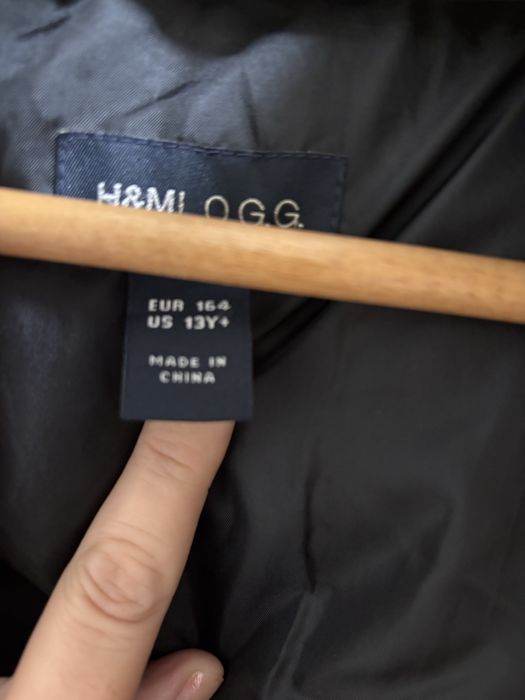 H&M L.O.G.G.
EUR 164
US 13Y+
MADE IN
CHINA